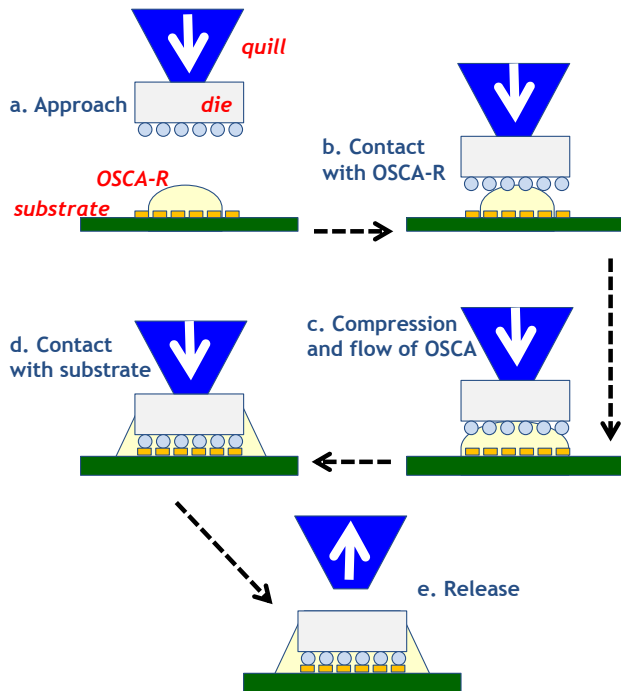 quill
a. Approach
die
OSCA-R
substrate
b. Contact
with OSCA-R
c. Compression
and flow of OSCA
d. Contact
with substrate
e. Release